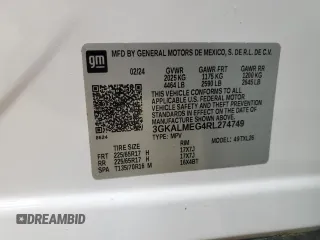 gm
MFD BY GENERAL MOTORS DE MEXICO, S. DE R.L. DE C.V.
02/24 GVWR GAWR FRT GAWR RR
2025 KG 1175 KG 1200 KG
4464 LB 2590 LB LB
THIS VEHICLE CONFORMS TO ALL APPLICABLE
U.S. FEDERAL MOTOR VEHICLE SAFETY AND
THEFT PREVENTION STANDARDS IN EFFECT ON THE DATE
OF MANUFACTURE SHOWN ABOVE.
3GKALMEG4RL274749
TYPE: MPV MODEL:
TIRE SIZE RIM
FRT 225/65R17 H 17X7J
RR 225/65R17 H 17X7J
SPA T135/70R16 M 16X4BT